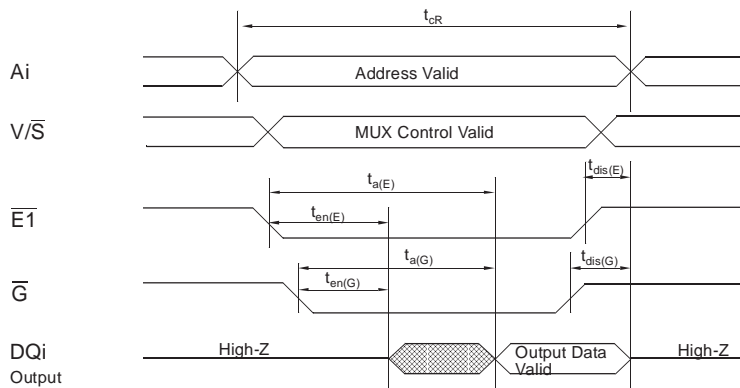 t_cR
Ai
Address Valid
V/S̅
MUX Control Valid
t_a(E)
t_dis(E)
E̅1̅
t_en(E)
t_a(G)
t_dis(G)
G̅
t_en(G)
DQi
Output
High-Z
Output Data
Valid
High-Z